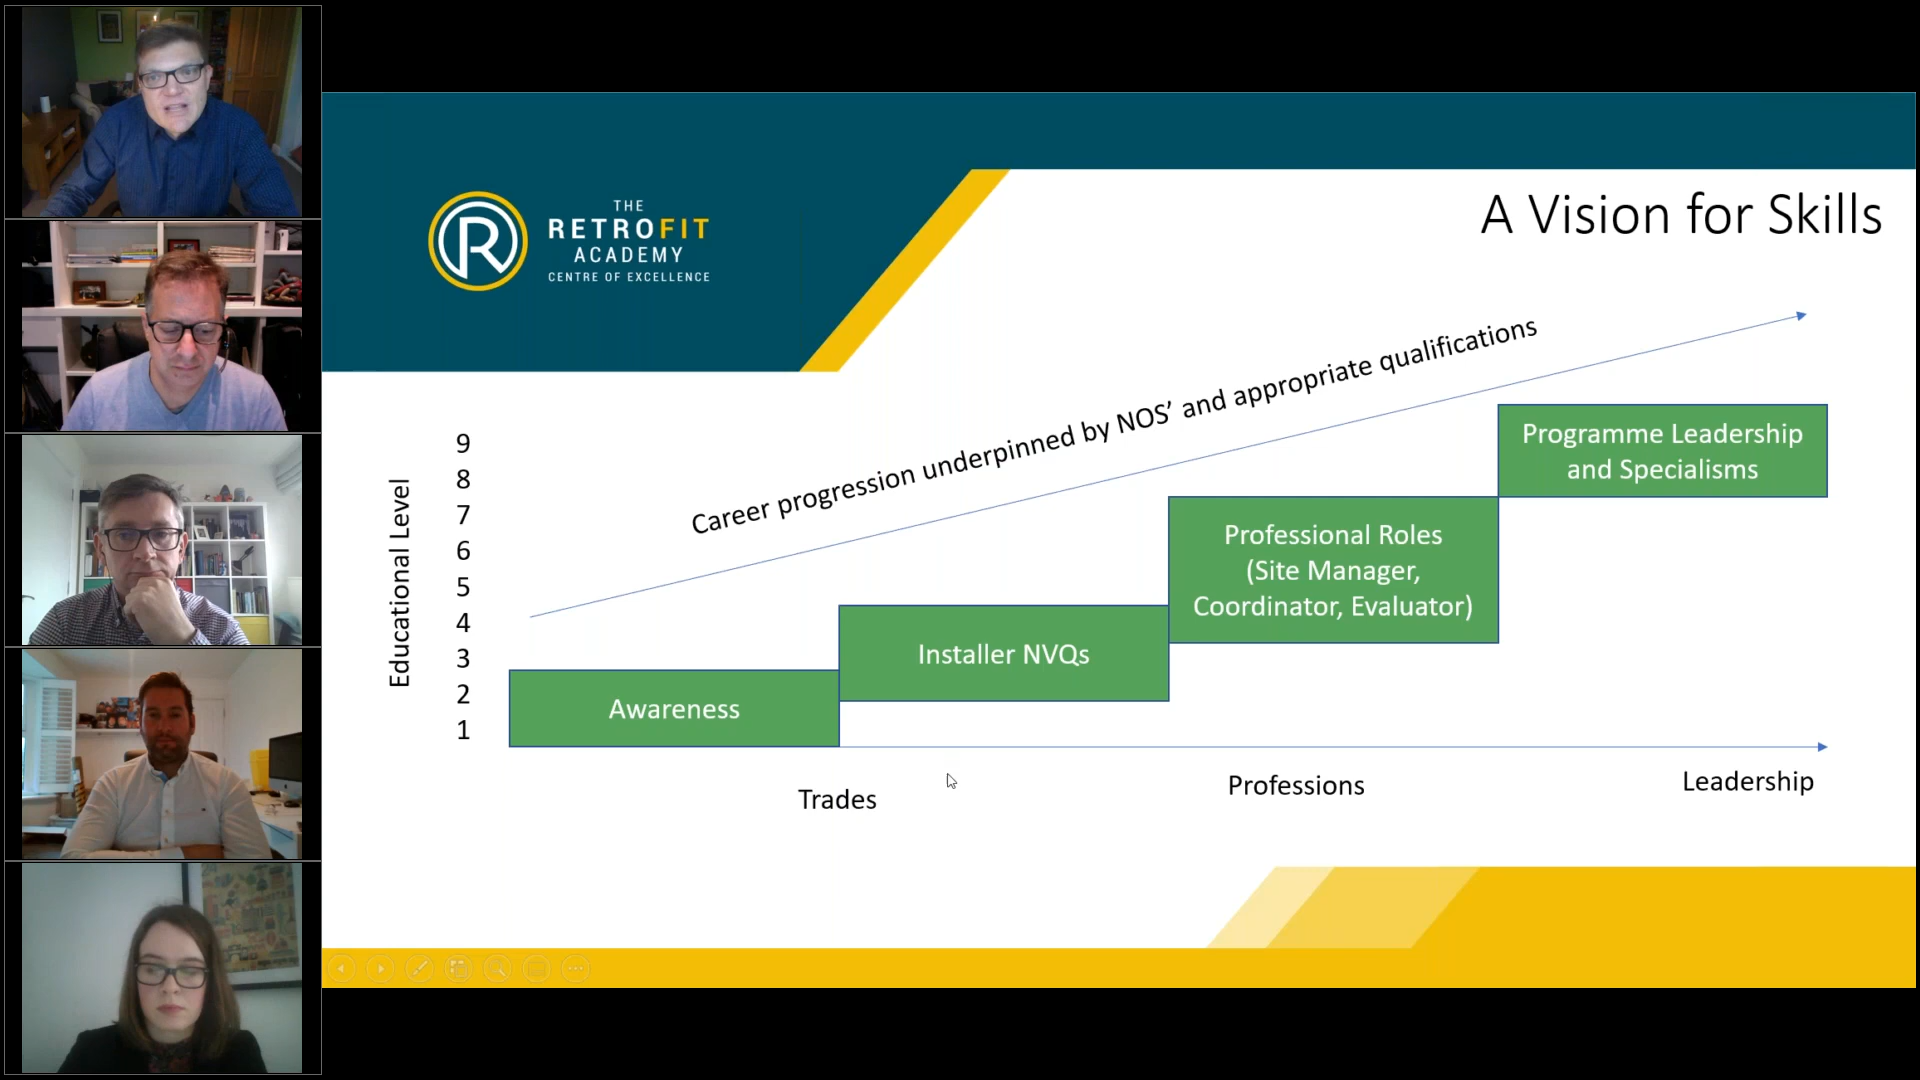 THE
RETROFIT
ACADEMY
CENTRE OF EXCELLENCE
A Vision for Skills
Career progression underpinned by NOS’ and appropriate qualifications
Educational Level
9
8
7
6
5
4
3
2
1
Awareness
Installer NVQs
Professional Roles
(Site Manager,
Coordinator, Evaluator)
Programme Leadership
and Specialisms
Trades
Professions
Leadership